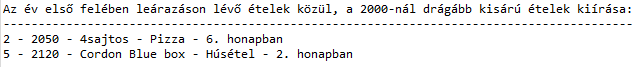 Az év első felében leárazáson lévő ételek közül, a 2000-nál drágább kisárú ételek kiírása:
------------------------------------------------------------------------------------------
2 - 2050 - 4sajtos - Pizza - 6. honapban
5 - 2120 - Cordon Blue box - Húsétel - 2. honapban